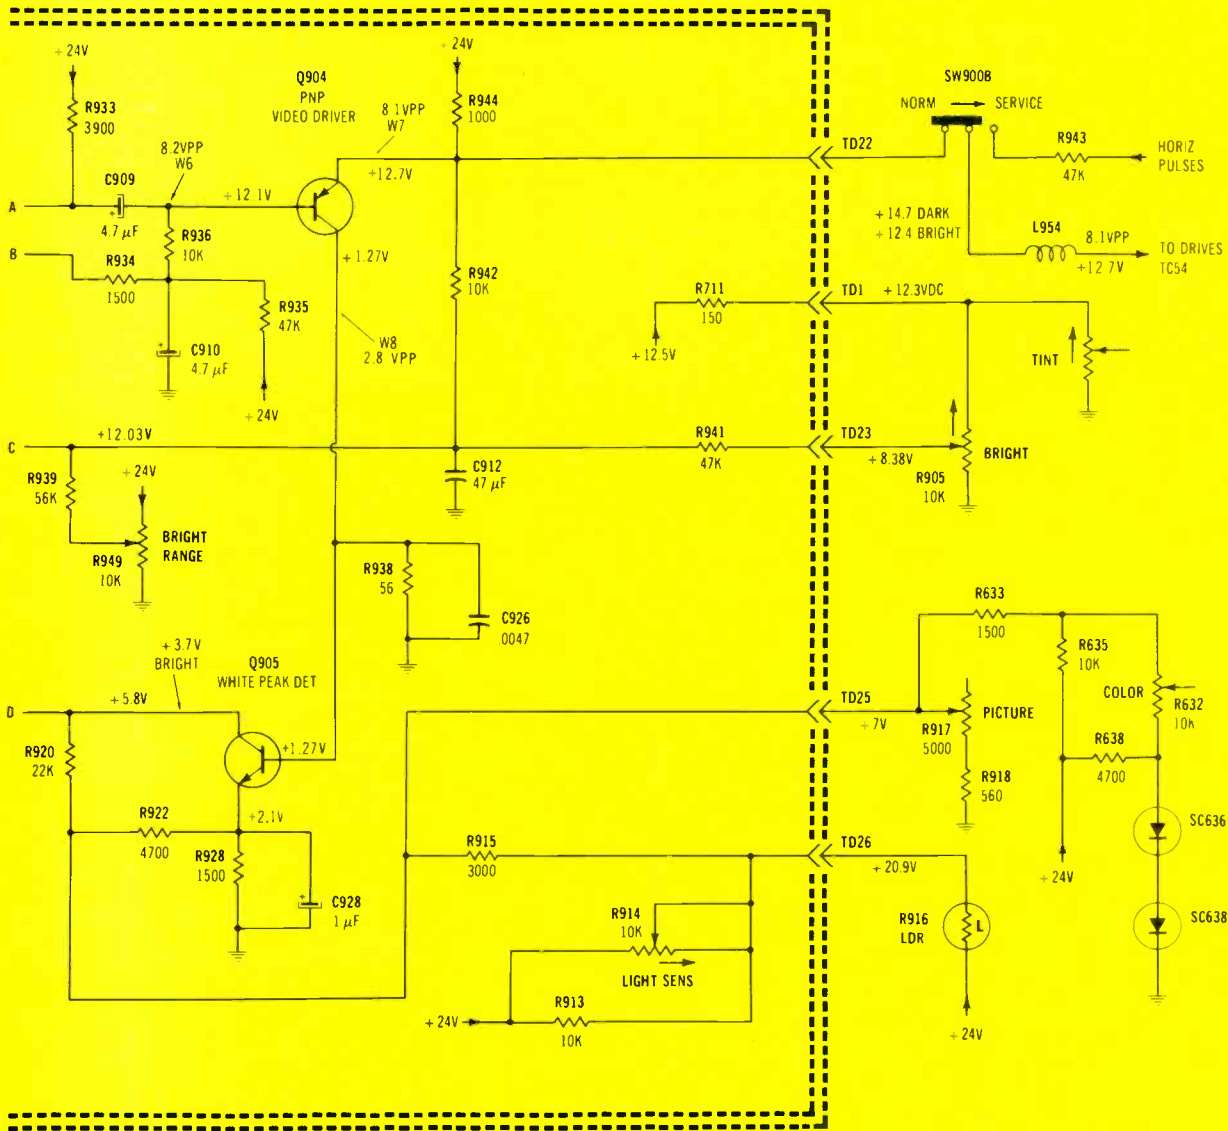 +24V
R933
3900
C909
+
4.7 µF
A
8.2VPP
W6
R936
10K
B
R934
1500
+
C910
4.7 µF
R935
47K
+24V
+12.1V
Q904
PNP
VIDEO DRIVER
8.1VPP
W7
+24V
R944
1000
+12.7V
+1.27V
W8
2.8 VPP
R942
10K
TD22
SW900B
NORM
SERVICE
R943
47K
HORIZ
PULSES
+14.7 DARK
+12.4 BRIGHT
L954
8.1VPP
+12.7V
TO DRIVES
TC54
R711
150
+12.5V
TD1
+12.3VDC
TINT
C
+12.03V
R939
56K
+24V
R949
10K
BRIGHT
RANGE
C912
47 µF
R941
47K
TD23
+8.38V
BRIGHT
R905
10K
R938
56
C926
.0047
+3.7V
BRIGHT
Q905
WHITE PEAK DET
D
+5.8V
R920
22K
+1.27V
R922
4700
+2.1V
R928
1500
+
C928
1 µF
R633
1500
R635
10K
COLOR
R632
10K
TD25
+7V
R917
5000
PICTURE
R918
560
R638
4700
SC636
+24V
SC638
R915
3000
TD26
+20.9V
R914
10K
LIGHT SENS
R916
LDR
L
+24V
R913
10K
+24V